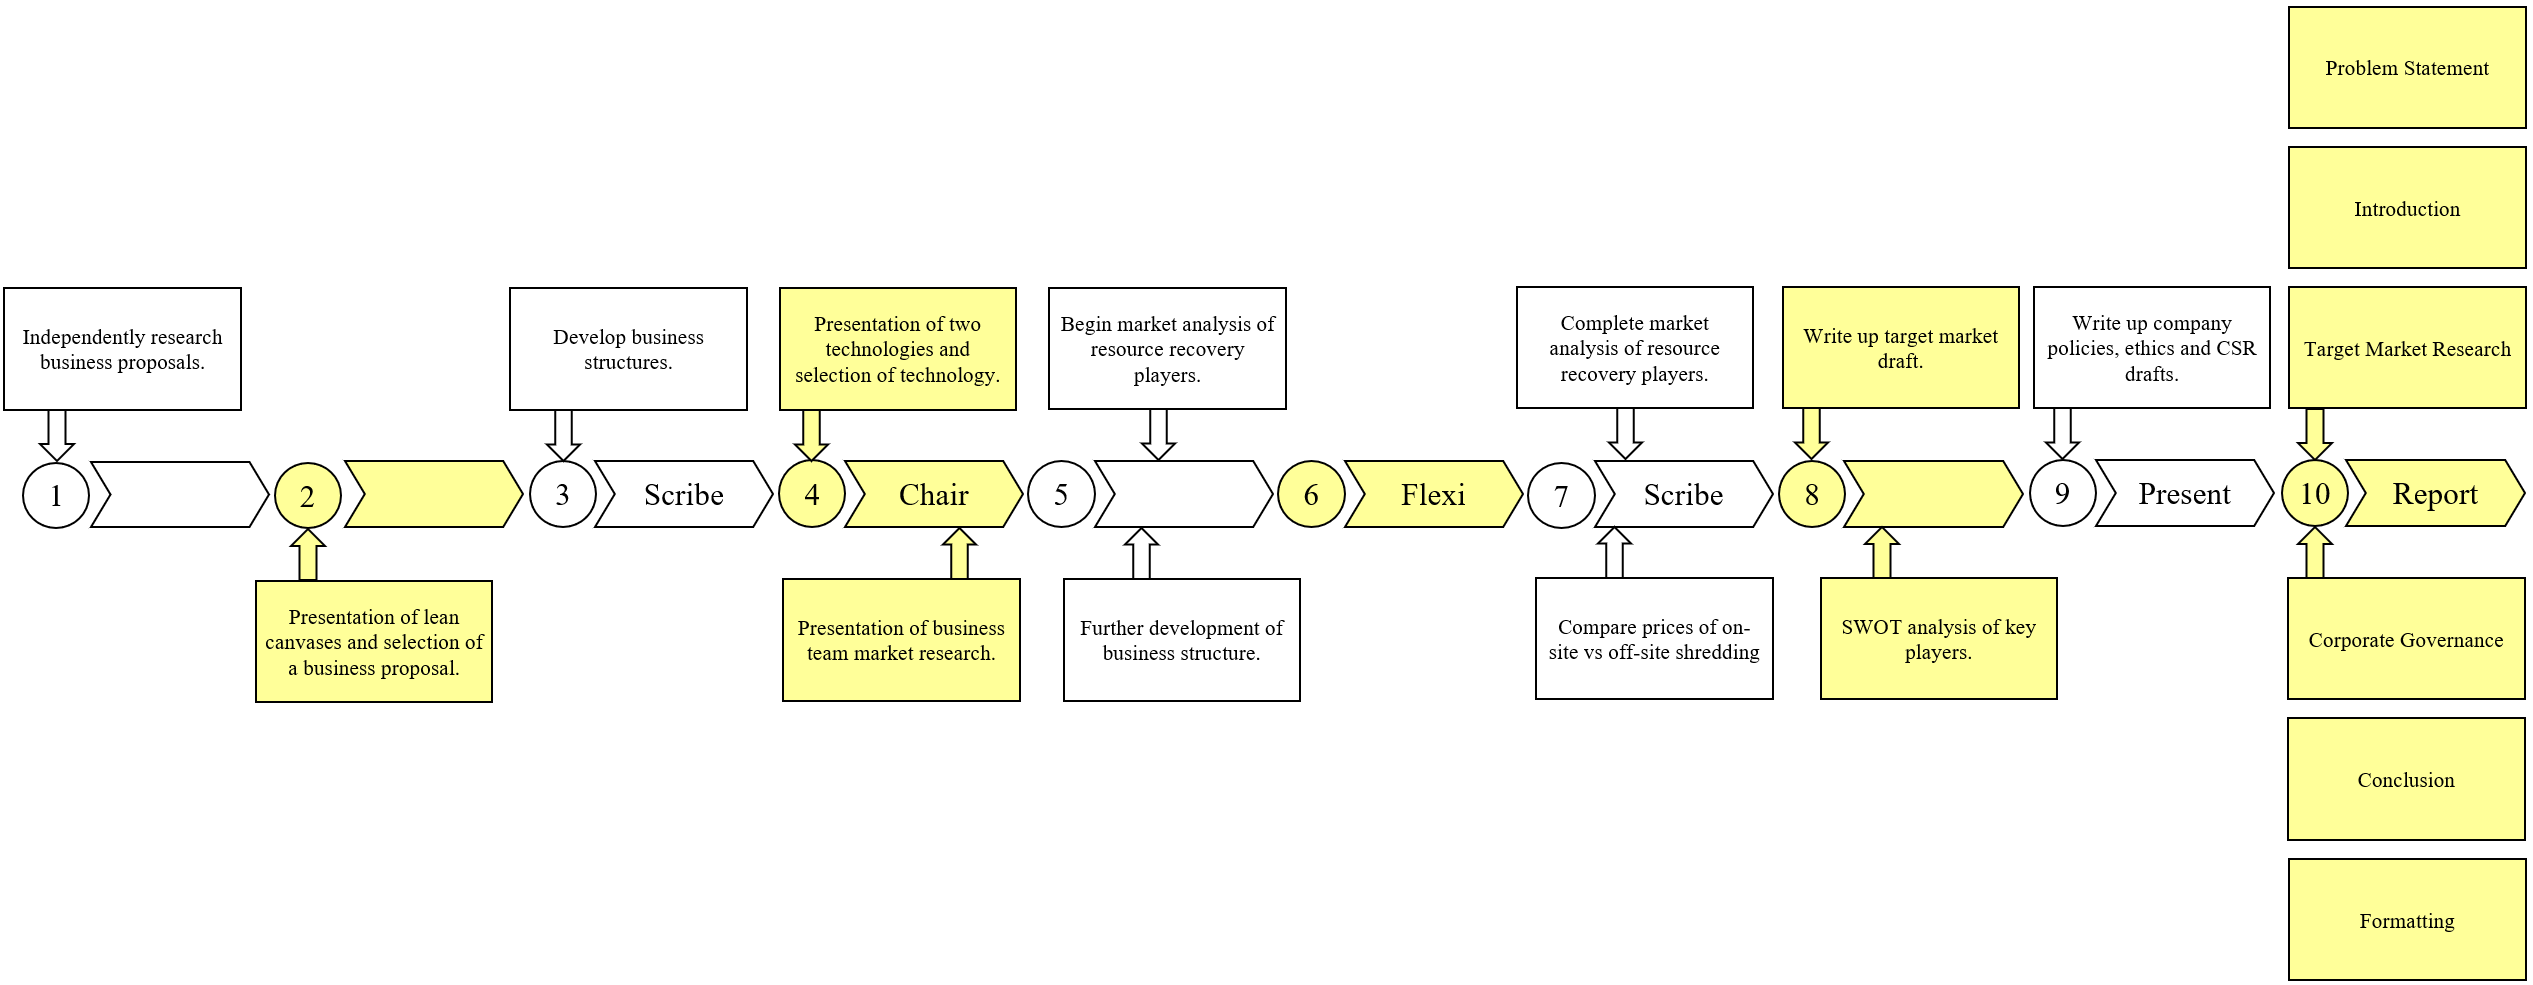 Problem Statement
Introduction
Independently research
business proposals.
Develop business
structures.
Presentation of two
technologies and
selection of technology.
Begin market analysis of
resource recovery
players.
Complete market
analysis of resource
recovery players.
Write up target market
draft.
Write up company
policies, ethics and CSR
drafts.
Target Market Research
1
2
3
Scribe
4
Chair
5
6
Flexi
7
Scribe
8
9
Present
10
Report
Presentation of lean
canvases and selection of
a business proposal.
Presentation of business
team market research.
Further development of
business structure.
Compare prices of on-
site vs off-site shredding
SWOT analysis of key
players.
Corporate Governance
Conclusion
Formatting